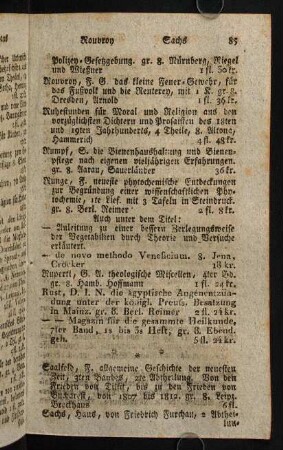 Rouvroy Sachs 85
Polizey-Gesetzgebung. gr. 8. Nürnberg, Riegel
und Wießner 1 fl. 30 kr.
Rouvroy, F. G. das kleine Feuer-Gewehr, für
das Fußvolk und die Reuterey, mit 1 K. gr. 8.
Dresden, Arnold 1 fl. 36 kr.
Ruhestunden für Moral und Religion aus den
vorzüglichsten Dichtern und Prosaisten des 18ten
und 19ten Jahrhunderts, 4 Theile, 8. Altona,
Hammerich 4 fl. 48 kr.
Rumpf, S. die Bienenhaushaltung und Bienen-
pflege nach eigenen vieljährigen Erfahrungen.
gr. 8. Aarau, Sauerländer 36 kr.
Runge, F. neueste phytochemische Entdeckungen
zur Begründung einer wissenschaftlichen Phy-
tochemie, 1te Lief. mit 3 Tafeln in Steindruck.
gr. 8. Berl. Reimer 2 fl. 8 kr.
Auch unter dem Titel:
— Anleitung zu einer bessern Zerlegungsweise
der Vegetabilien durch Theorie und Versuche
erläutert.
— de novo methodo Veneficium. 8. Jena,
Cröcker 18 kr.
Ruperti, G. A. theologische Miscellen, 4ter Bd.
gr. 8. Hamb. Hoffmann 1 fl. 24 kr.
Rust, D. I. N. die ägyptische Augenentzün-
dung unter der königl. Preuss. Besatzung
in Mainz. gr. 8. Berl. Reimer 2 fl. 24 kr.
— Magazin für die gesammte Heilkunde,
7ter Band, 1s bis 3s Heft, gr. 8. Ebend.
geh. 5 fl. 24 kr.
Saalfeld, F. allgemeine Geschichte der neuesten
Zeit, 3ten Bandes, 2te Abtheilung. Von den
Frieden von Tilsit, bis zu den Frieden von
Bucharest, von 1807 bis 1812. gr. 8. Leipz.
Brockhaus 6 fl.
Sachs, Hans, von Friedrich Furchau, 2 Abthei-
lun-